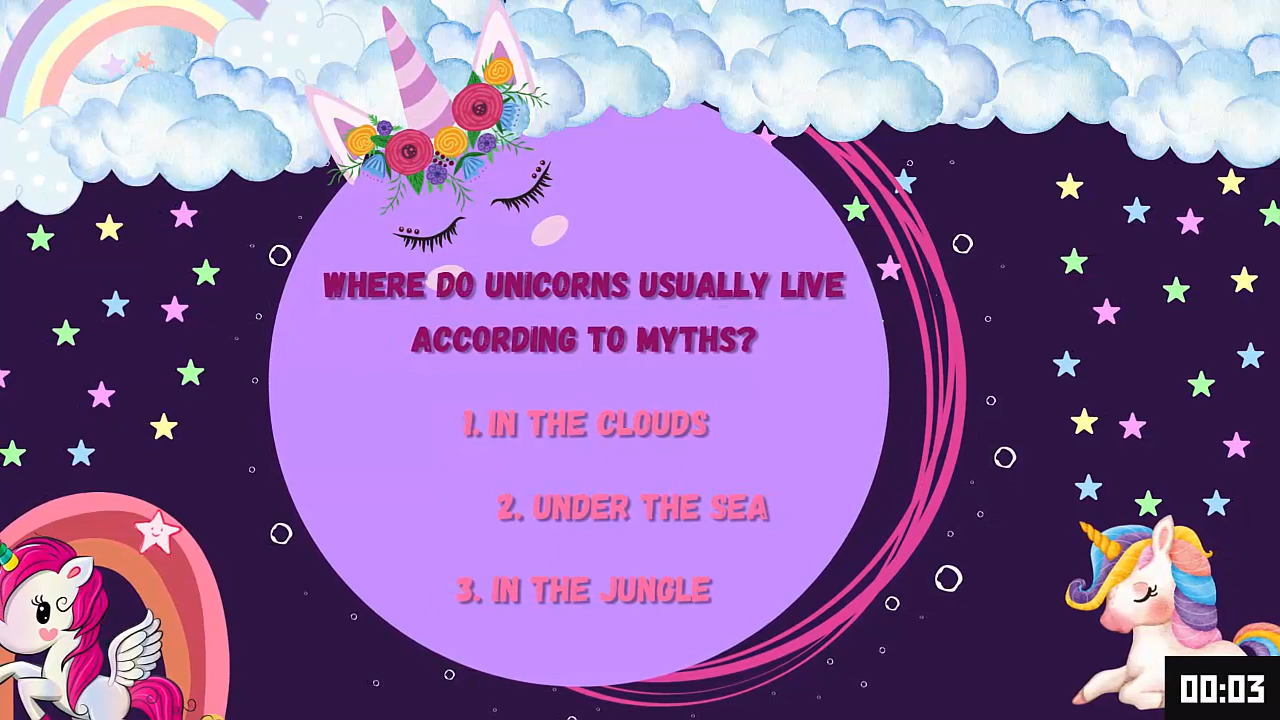 WHERE DO UNICORNS USUALLY LIVE
ACCORDING TO MYTHS?
1. IN THE CLOUDS
2. UNDER THE SEA
3. IN THE JUNGLE
00:03